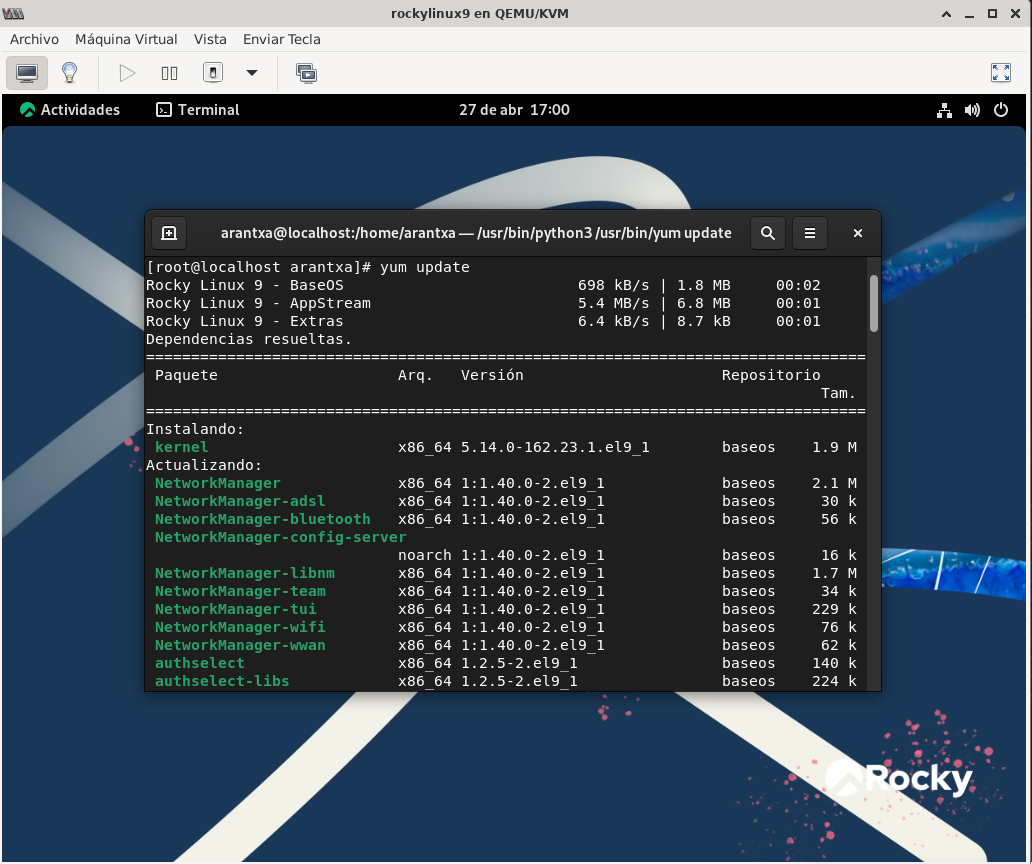 rockylinux9 en QEMU/KVM
Archivo Máquina Virtual Vista Enviar Tecla
Actividades Terminal 27 de abr 17:00
arantxa@localhost:/home/arantxa — /usr/bin/python3 /usr/bin/yum update
[root@localhost arantxa]# yum update
Rocky Linux 9 - BaseOS 698 kB/s | 1.8 MB 00:02
Rocky Linux 9 - AppStream 5.4 MB/s | 6.8 MB 00:01
Rocky Linux 9 - Extras 6.4 kB/s | 8.7 kB 00:01
Dependencias resueltas.
================================================================================
Paquete Arq. Versión Repositorio
Tam.
================================================================================
Instalando:
kernel x86_64 5.14.0-162.23.1.el9_1 baseos 1.9 M
Actualizando:
NetworkManager x86_64 1:1.40.0-2.el9_1 baseos 2.1 M
NetworkManager-adsl x86_64 1:1.40.0-2.el9_1 baseos 30 k
NetworkManager-bluetooth x86_64 1:1.40.0-2.el9_1 baseos 56 k
NetworkManager-config-server
noarch 1:1.40.0-2.el9_1 baseos 16 k
NetworkManager-libnm x86_64 1:1.40.0-2.el9_1 baseos 1.7 M
NetworkManager-team x86_64 1:1.40.0-2.el9_1 baseos 34 k
NetworkManager-tui x86_64 1:1.40.0-2.el9_1 baseos 229 k
NetworkManager-wifi x86_64 1:1.40.0-2.el9_1 baseos 76 k
NetworkManager-wwan x86_64 1:1.40.0-2.el9_1 baseos 62 k
authselect x86_64 1.2.5-2.el9_1 baseos 140 k
authselect-libs x86_64 1.2.5-2.el9_1 baseos 224 k
Rocky